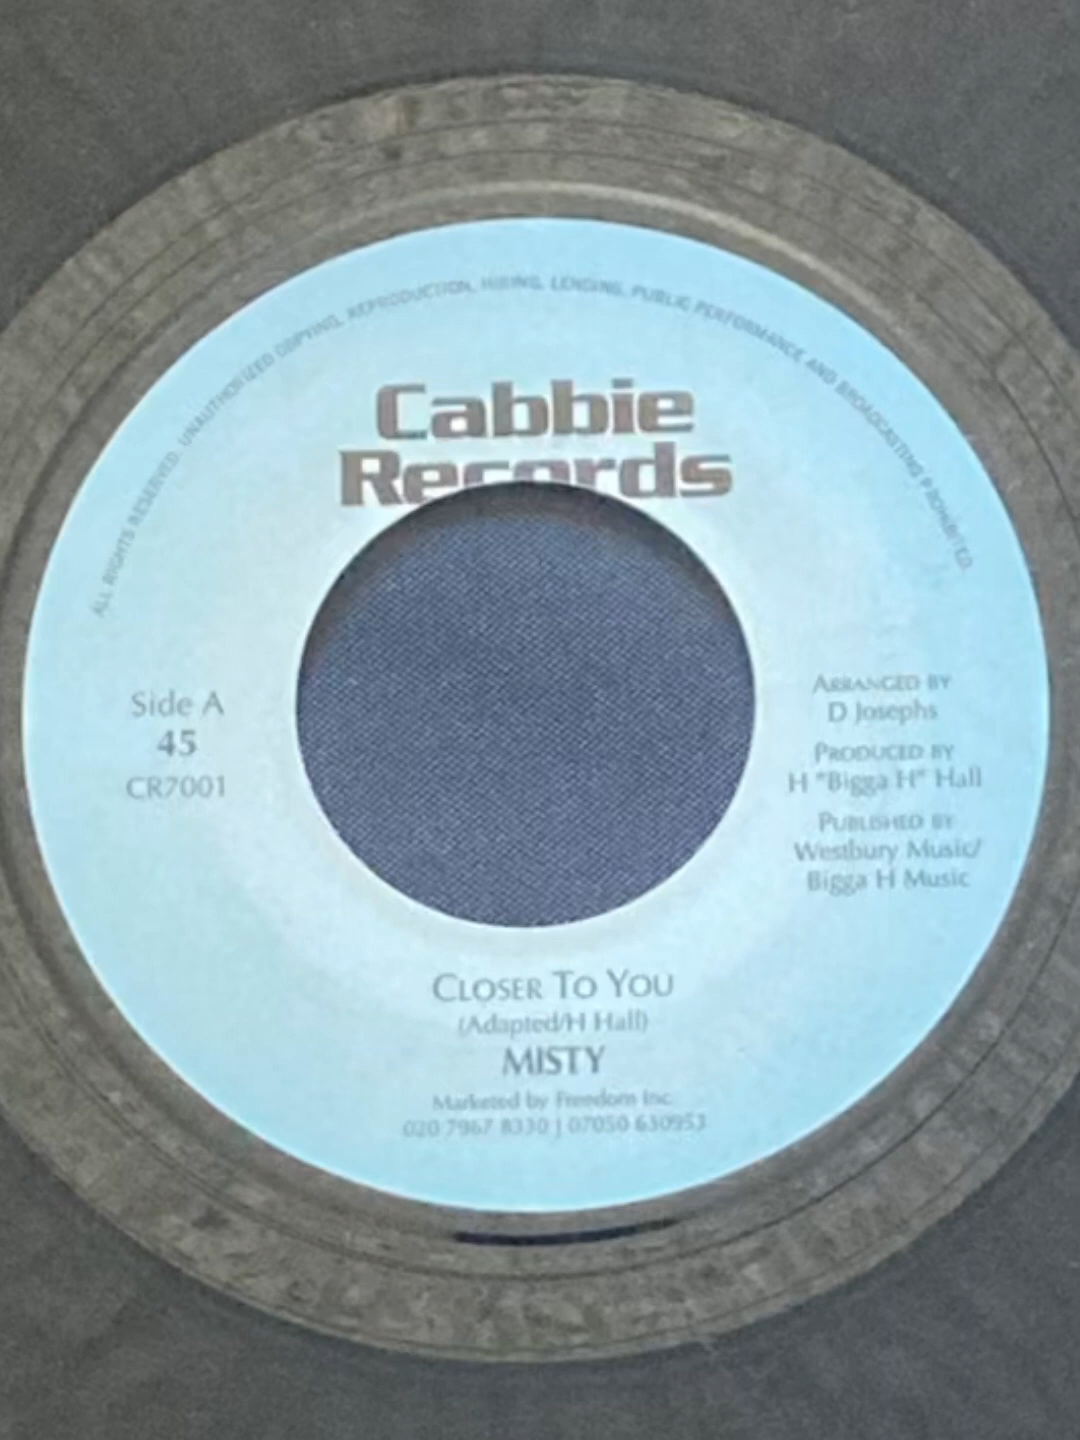 ALL RIGHTS RESERVED. UNAUTHORIZED COPYING, REPRODUCTION, HIRING, LENDING, PUBLIC PERFORMANCE AND BROADCASTING PROHIBITED.
Cabbie
Records
Side A
45
CR7001
ARRANGED BY
D Josephs
PRODUCED BY
H "Bigga H" Hall
PUBLISHED BY
Westbury Music/
Bigga H Music
CLOSER TO YOU
(Adapted/H Hall)
MISTY
Marketed by Freedom Inc.
020 7967 8330 | 07050 630953